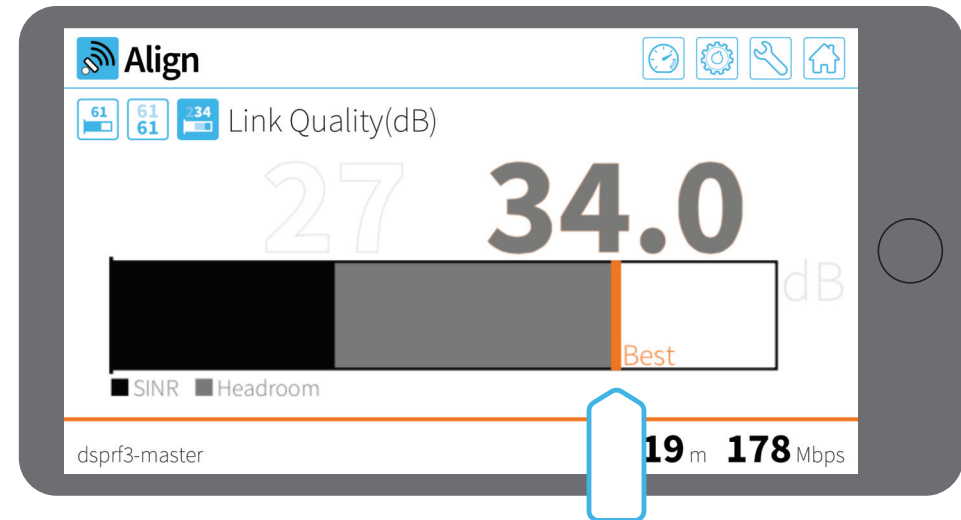 Align
61
61
61
234
Link Quality(dB)
27
34.0
dB
Best
SINR
Headroom
dsprf3-master
19 m 178 Mbps